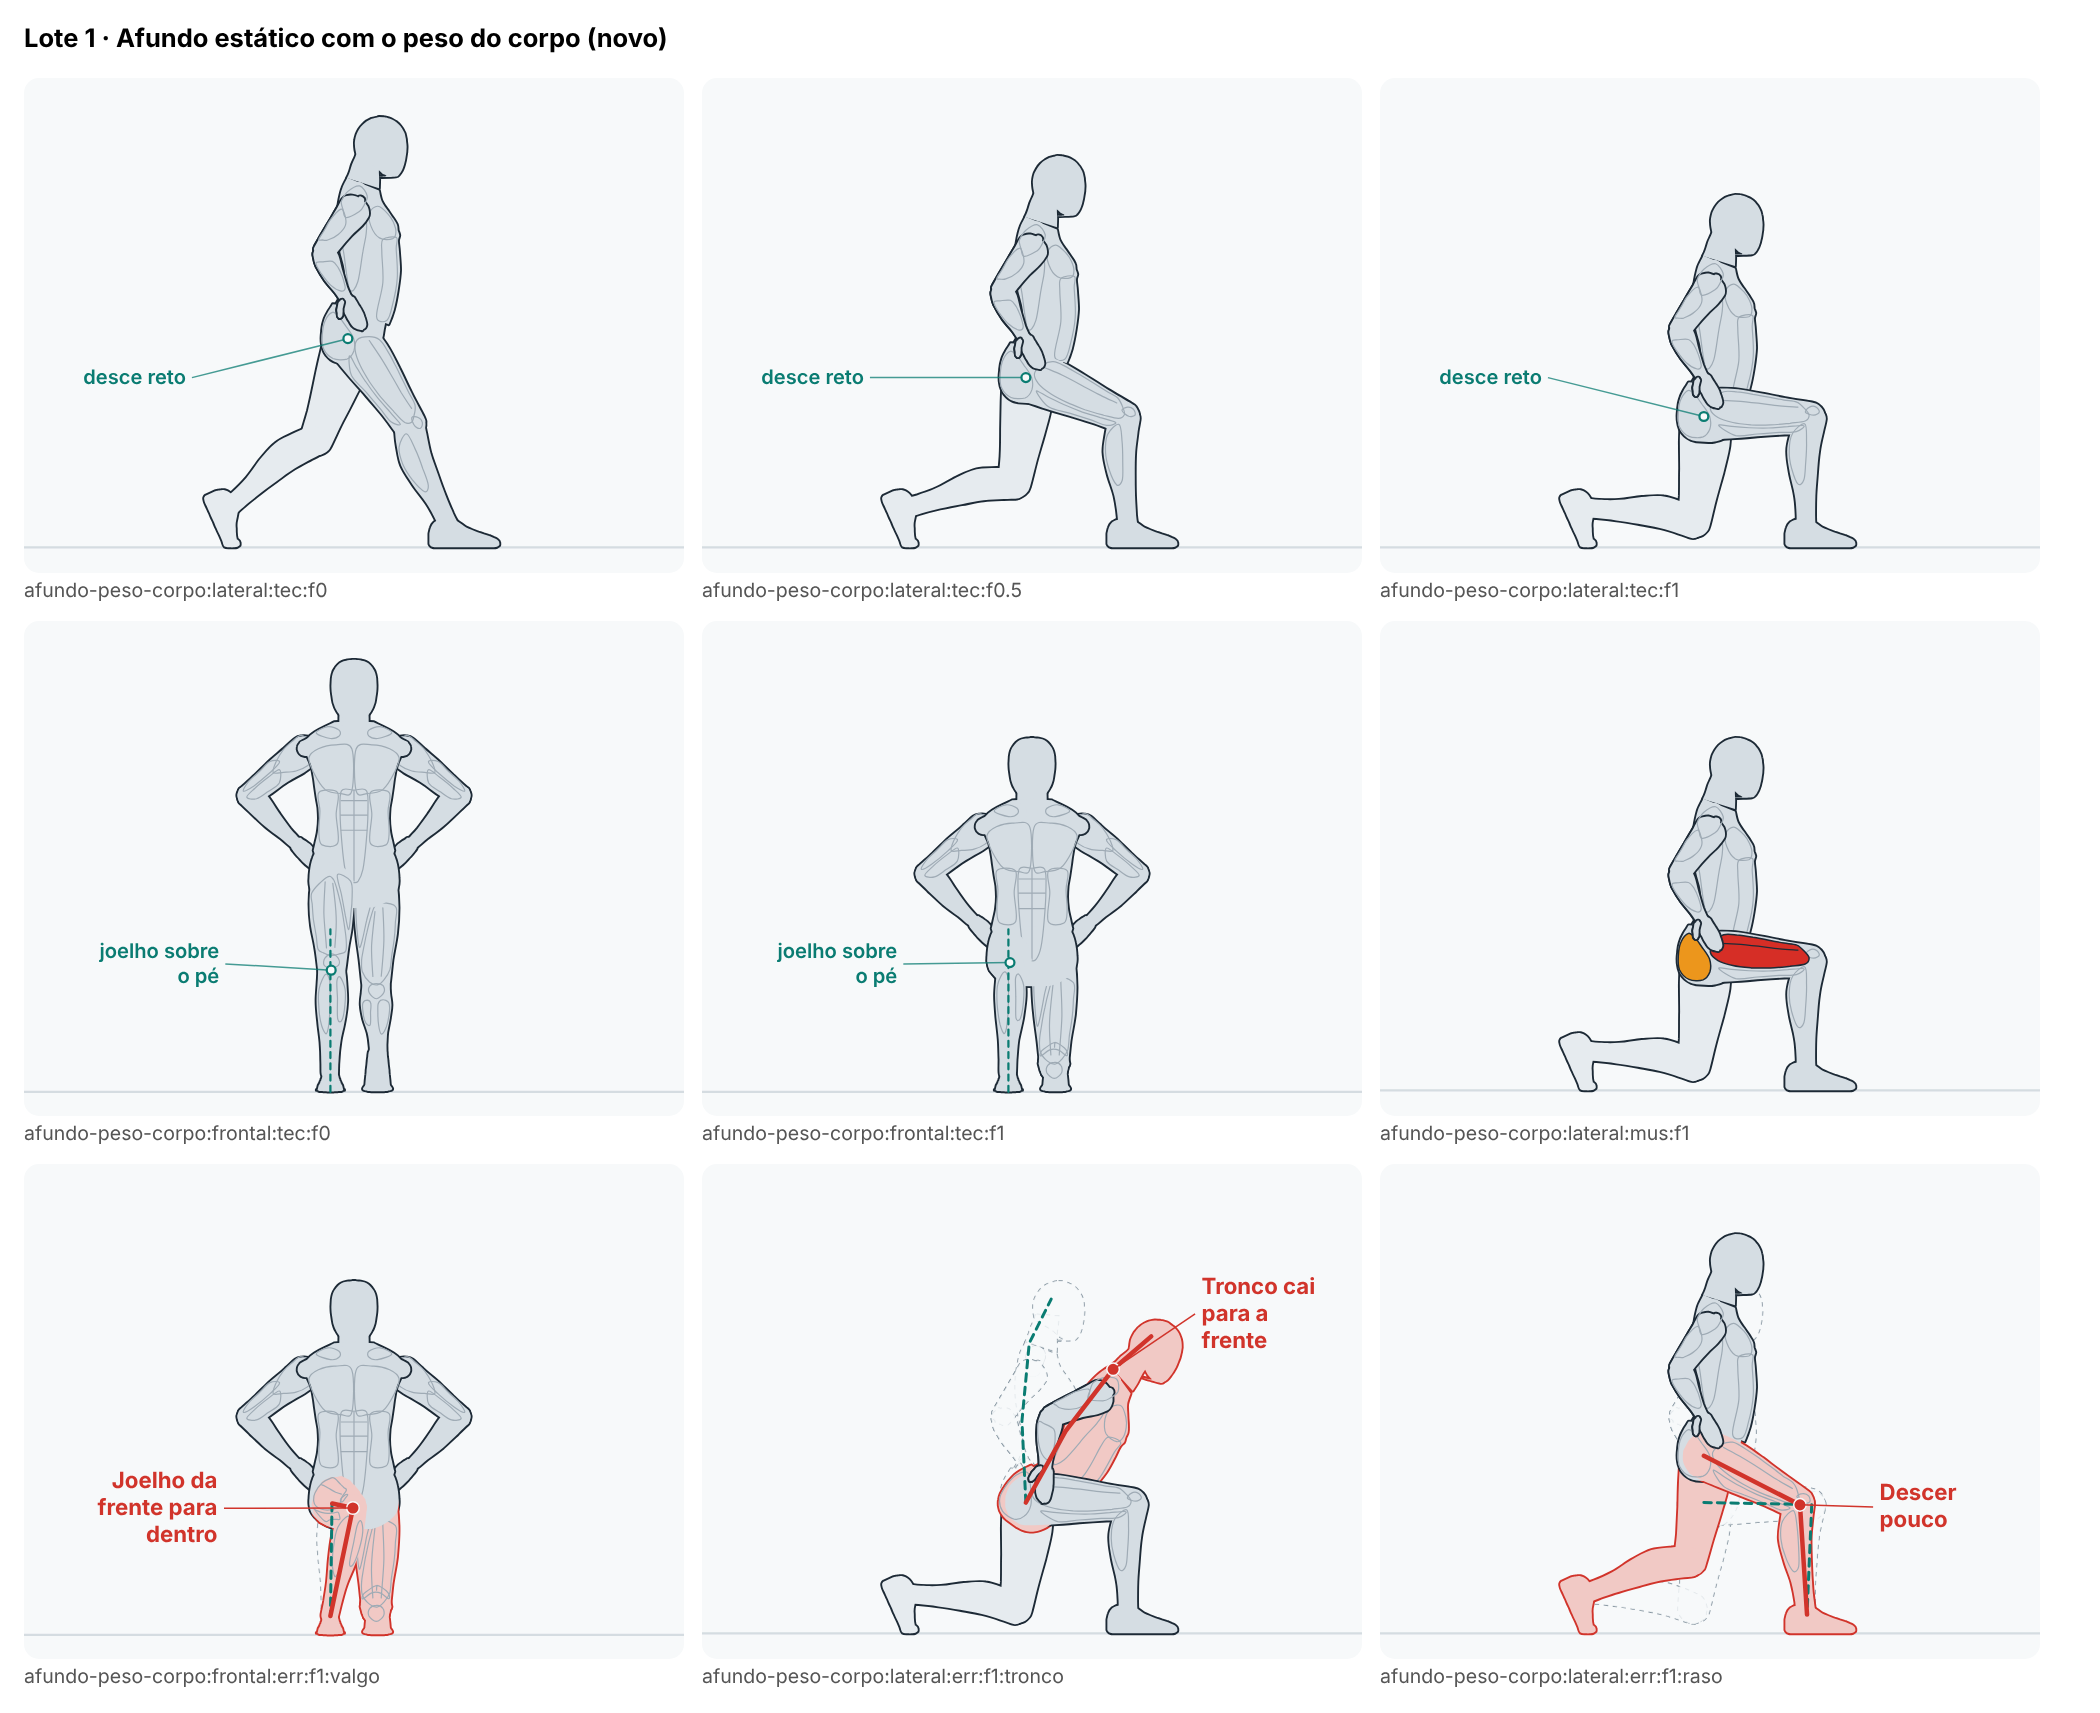 Lote 1 · Afundo estático com o peso do corpo (novo)
desce reto
desce reto
desce reto
afundo-peso-corpo:lateral:tec:f0
afundo-peso-corpo:lateral:tec:f0.5
afundo-peso-corpo:lateral:tec:f1
joelho sobre
o pé
joelho sobre
o pé
afundo-peso-corpo:frontal:tec:f0
afundo-peso-corpo:frontal:tec:f1
afundo-peso-corpo:lateral:mus:f1
Joelho da
frente para
dentro
Tronco cai
para a
frente
Descer
pouco
afundo-peso-corpo:frontal:err:f1:valgo
afundo-peso-corpo:lateral:err:f1:tronco
afundo-peso-corpo:lateral:err:f1:raso